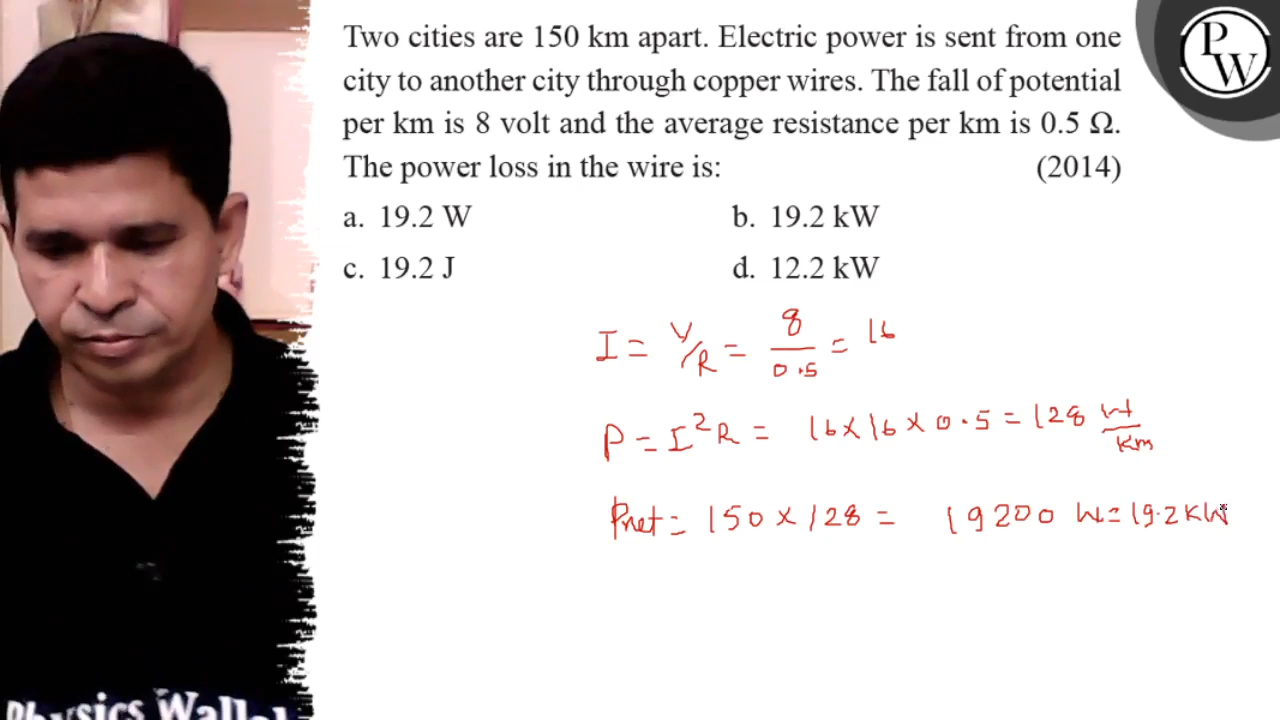 Two cities are 150 km apart. Electric power is sent from one
city to another city through copper wires. The fall of potential
per km is 8 volt and the average resistance per km is 0.5 Ω.
The power loss in the wire is: (2014)
a. 19.2 W b. 19.2 kW
c. 19.2 J d. 12.2 kW
I = V/R = 8/0.5 = 16
P = I²R = 16 × 16 × 0.5 = 128 W/Km
Pnet = 150 × 128 = 19200 W = 19.2 KW
PW
Physics Wallah